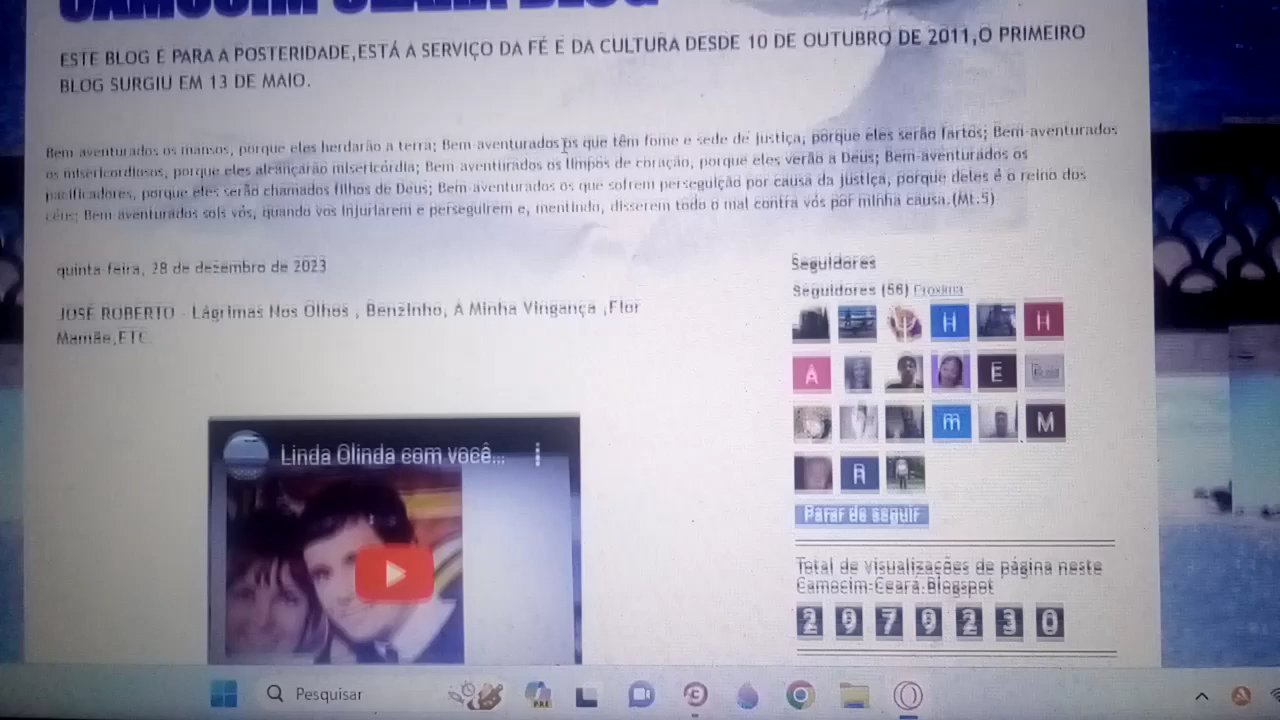 CAMOCIM CEARÁ BLOG
ESTE BLOG É PARA A POSTERIDADE,ESTÁ A SERVIÇO DA FÉ E DA CULTURA DESDE 10 DE OUTUBRO DE 2011,O PRIMEIRO
BLOG SURGIU EM 13 DE MAIO.
Bem-aventurados os mansos, porque eles herdarão a terra; Bem-aventurados os que têm fome e sede de justiça, porque eles serão fartos; Bem-aventurados
os misericordiosos, porque eles alcançarão misericórdia; Bem-aventurados os limpos de coração, porque eles verão a Deus; Bem-aventurados os
pacificadores, porque eles serão chamados filhos de Deus; Bem-aventurados os que sofrem perseguição por causa da justiça, porque deles é o reino dos
céus; Bem-aventurados sois vós, quando vos injuriarem e perseguirem e, mentindo, disserem todo o mal contra vós por minha causa.(Mt.5)
quinta-feira, 28 de dezembro de 2023
JOSÉ ROBERTO - Lágrimas Nos Olhos , Benzinho, A Minha Vingança ,Flor
Mamãe,ETC.
Linda Olinda com você...
Seguidores
Seguidores (56) Próxima
H
H
A
E
m
M
R
Parar de seguir
Total de visualizações de página neste
Camocim-Ceará.Blogspot
2 9 7 9 2 3 0
Pesquisar
PRE